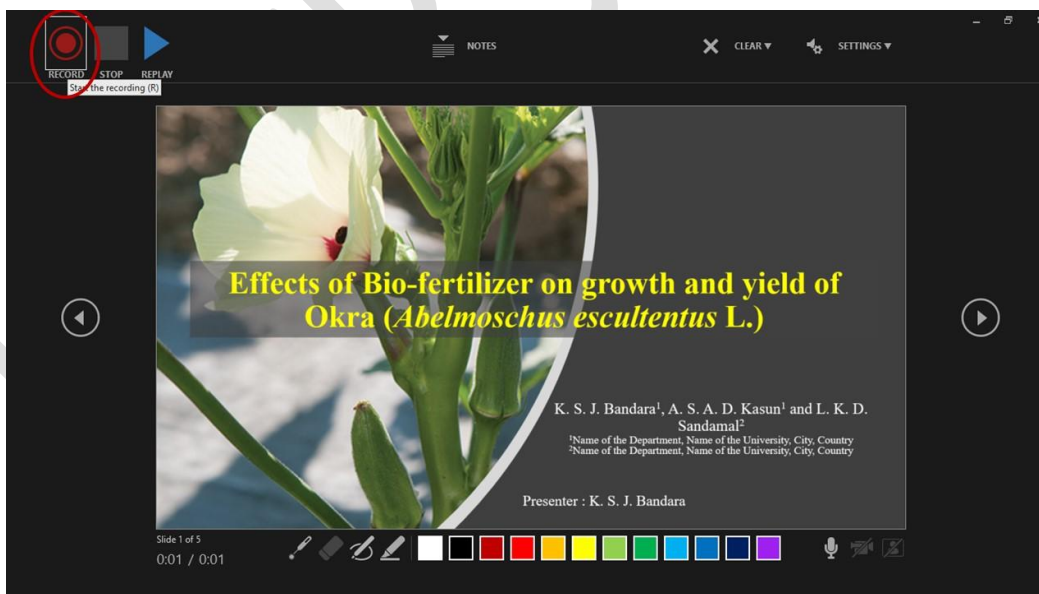 NOTES
CLEAR
SETTINGS
RECORD STOP REPLAY
Start the recording (R)
Effects of Bio-fertilizer on growth and yield of
Okra (Abelmoschus escultentus L.)
K. S. J. Bandara¹, A. S. A. D. Kasun¹ and L. K. D.
Sandamal²
¹Name of the Department, Name of the University, City, Country
²Name of the Department, Name of the University, City, Country
Presenter : K. S. J. Bandara
Slide 1 of 5
0:01 / 0:01